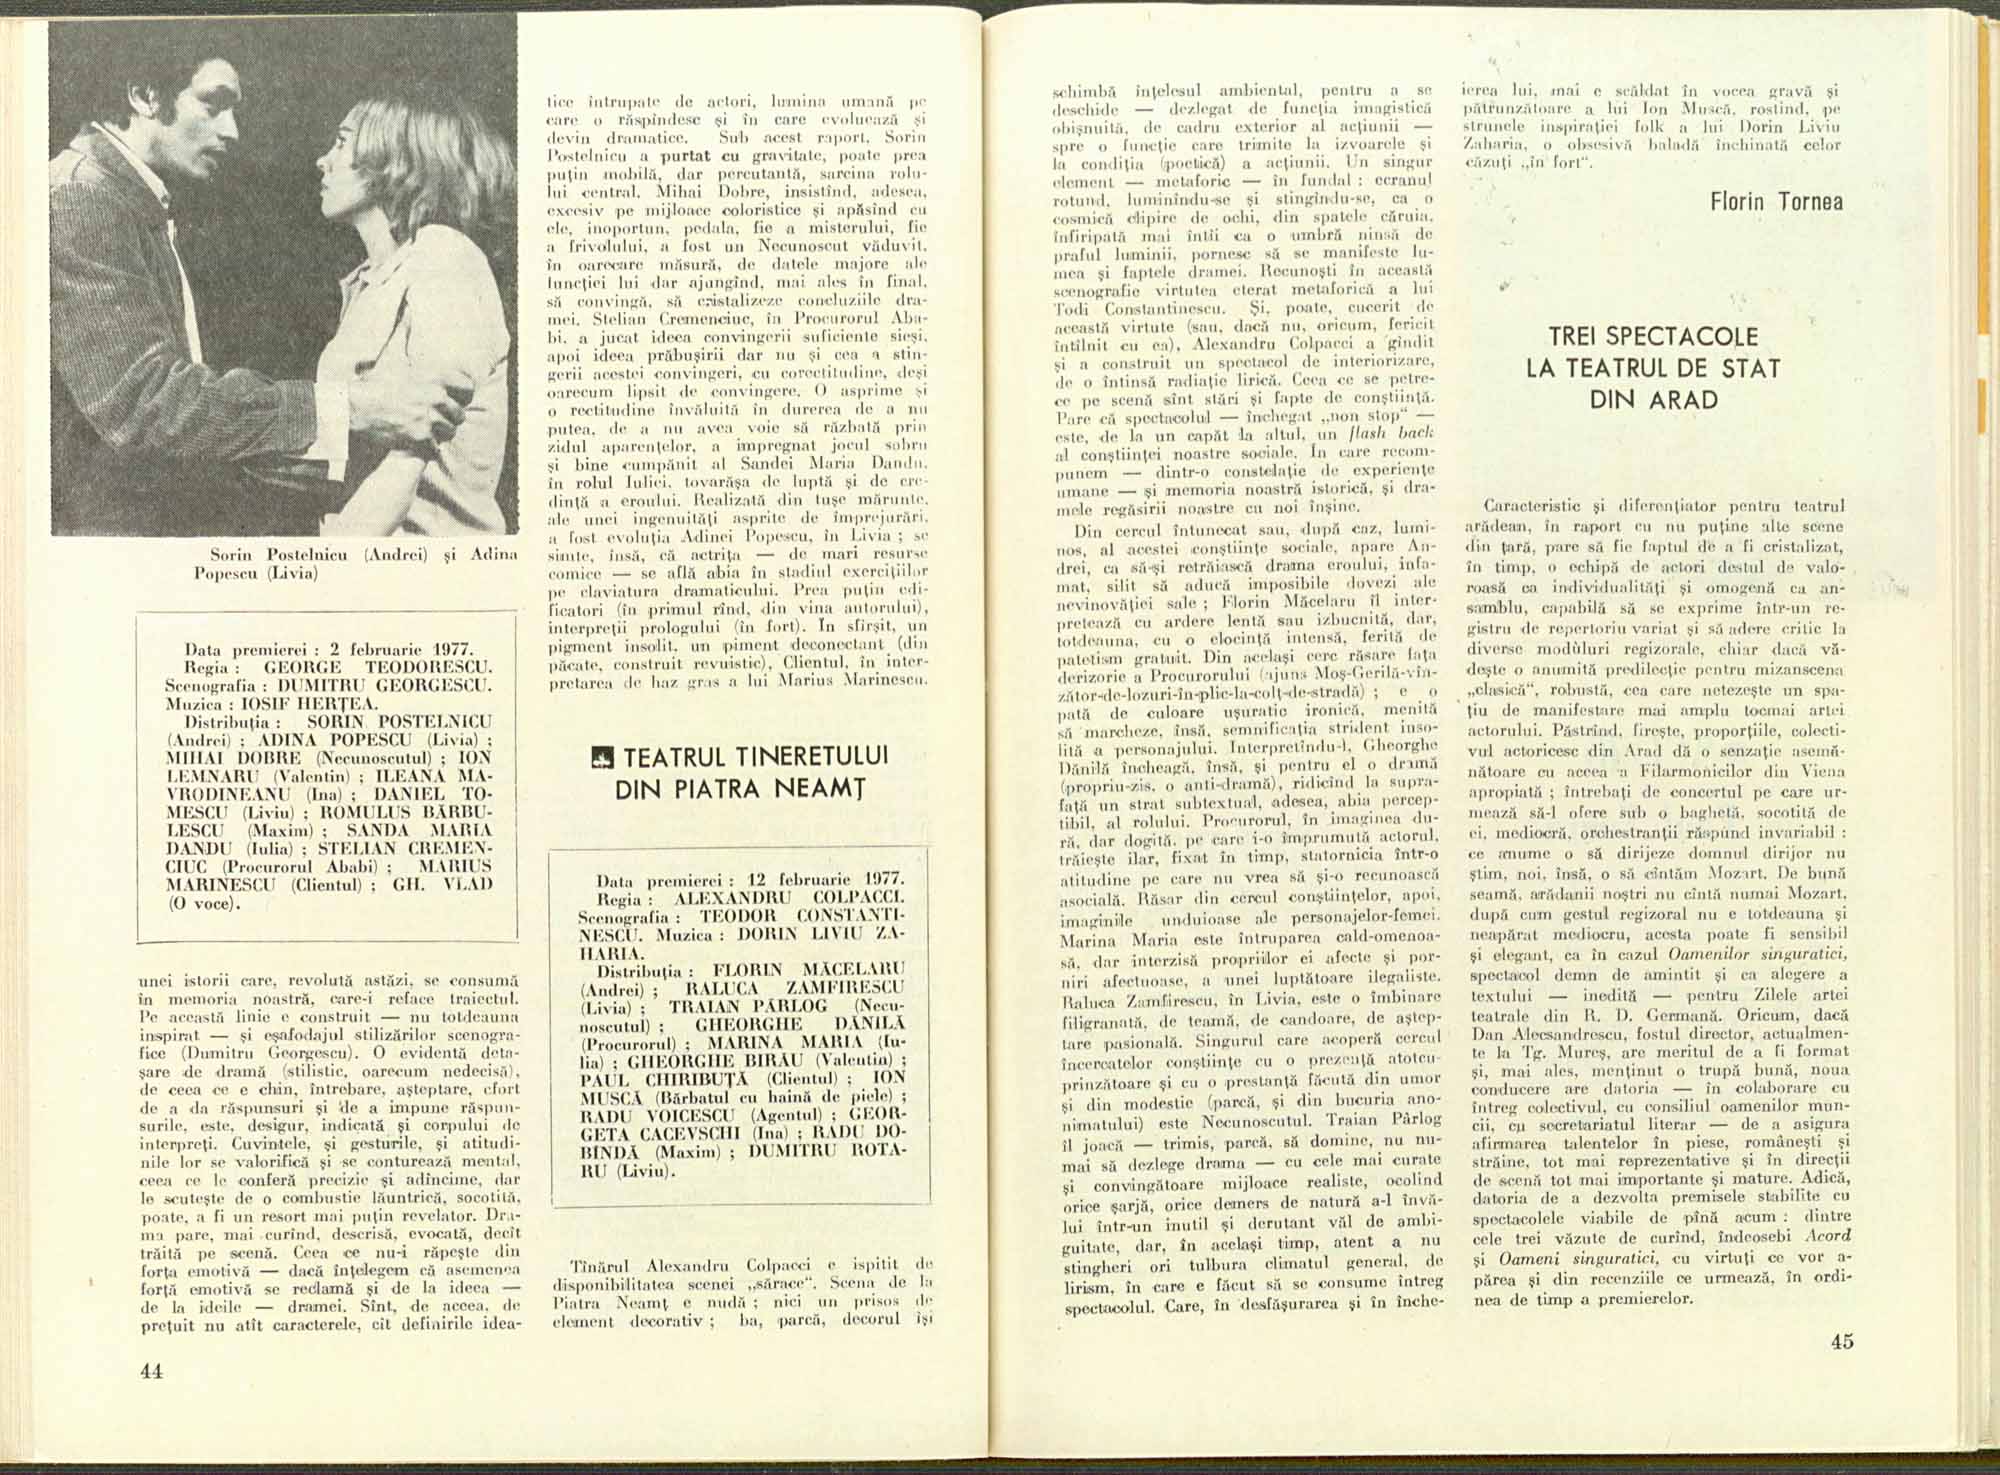 Sorin Postelnicu (Andrei) și Adina
Popescu (Livia)
Data premierei : 2 februarie 1977.
Regia : GEORGE TEODORESCU.
Scenografia : DUMITRU GEORGESCU.
Muzica : IOSIF HERȚEA.
Distribuția : SORIN POSTELNICU
(Andrei) ; ADINA POPESCU (Livia) ;
MIHAI DOBRE (Necunoscutul) ; ION
LEMNARU (Valentin) ; ILEANA MA-
VRODINEANU (Ina) ; DANIEL TO-
MESCU (Liviu) ; ROMULUS BĂRBU-
LESCU (Maxim) ; SANDA MARIA
DANDU (Iulia) ; STELIAN CREMEN-
CIUC (Procurorul Ababi) ; MARIUS
MARINESCU (Clientul) ; GH. VLAD
(O voce).
unei istorii care, revolută astăzi, se consumă
în memoria noastră, care-i reface traiectul.
Pe această linie e construit — nu totdeauna
inspirat — și eșafodajul stilizărilor scenogra-
fice (Dumitru Georgescu). O evidentă deta-
șare de dramă (stilistic, oarecum nedecisă),
de ceea ce e chin, întrebare, așteptare, efort
de a da răspunsuri și de a impune răspun-
surile, este, desigur, indicată și corpului de
interpreți. Cuvintele, și gesturile, și atitudi-
nile lor se valorifică și se conturează mental,
ceea ce le conferă precizie și adîncime, dar
le scutește de o combustie lăuntrică, socotită,
poate, a fi un resort mai puțin revelator. Dra-
ma pare, mai curînd, descrisă, evocată, decît
trăită pe scenă. Ceea ce nu-i răpește din
forța emotivă — dacă înțelegem că asemenea
forță emotivă se reclamă și de la ideea —
de la ideile — dramei. Sînt, de aceea, de
prețuit nu atît caracterele, cît definirile idea-
44
tice întrupate de actori, lumina umană pe
care o răspîndesc și în care evoluează și
devin dramatice. Sub acest raport, Sorin
Postelnicu a purtat cu gravitate, poate prea
puțin mobilă, dar percutantă, sarcina rolu-
lui central. Mihai Dobre, insistînd, adesea,
excesiv pe mijloace coloristice și apăsînd cu
ele, inoportun, pedala, fie a misterului, fie
a frivolului, a fost un Necunoscut văduvit,
în oarecare măsură, de datele majore ale
funcției lui dar ajungînd, mai ales în final,
să convingă, să cristalizeze concluziile dra-
mei. Stelian Cremenciuc, în Procurorul Aba-
bi, a jucat ideea convingerii suficiente sieși,
apoi ideea prăbușirii dar nu și cea a stin-
gerii acestei convingeri, cu corectitudine, deși
oarecum lipsit de convingere. O asprime și
o rectitudine învăluită în durerea de a nu
putea, de a nu avea voie să răzbată prin
zidul aparențelor, a impregnat jocul sobru
și bine cumpănit al Sandei Maria Dandu,
în rolul Iuliei, tovarășa de luptă și de cre-
dință a eroului. Realizată din tușe mărunte,
ale unei ingenuități asprite de împrejurări,
a fost evoluția Adinei Popescu, în Livia ; se
simte, însă, că actrița — de mari resurse
comice — se află abia în stadiul exercițiilor
pe claviatura dramaticului. Prea puțin edi-
ficatori (în primul rînd, din vina autorului),
interpreții prologului (în fort). În sfîrșit, un
pigment insolit, un piment deconectant (din
păcate, construit revuistic), Clientul, în inter-
pretarea de haz gras a lui Marius Marinescu.
TEATRUL TINERETULUI
DIN PIATRA NEAMȚ
Data premierei : 12 februarie 1977.
Regia : ALEXANDRU COLPACCI.
Scenografia : TEODOR CONSTANTI-
NESCU. Muzica : DORIN LIVIU ZA-
HARIA.
Distribuția : FLORIN MĂCELARU
(Andrei) ; RALUCA ZAMFIRESCU
(Livia) ; TRAIAN PÂRLOG (Necu-
noscutul) ; GHEORGHE DĂNILĂ
(Procurorul) ; MARINA MARIA (Iu-
lia) ; GHEORGHE BIRĂU (Valentin) ;
PAUL CHIRIBUȚĂ (Clientul) ; ION
MUSCĂ (Bărbatul cu haină de piele) ;
RADU VOICESCU (Agentul) ; GEOR-
GETA CACEVSCHI (Ina) ; RADU DO-
BÎNDĂ (Maxim) ; DUMITRU ROTA-
RU (Liviu).
Tînărul Alexandru Colpacci e ispitit de
disponibilitatea scenei „sărace“. Scena de la
Piatra Neamț e nudă ; nici un prisos de
element decorativ ; ba, parcă, decorul își
schimbă înțelesul ambiental, pentru a se
deschide — dezlegat de funcția imagistică
obișnuită, de cadru exterior al acțiunii —
spre o funcție care trimite la izvoarele și
la condiția (poetică) a acțiunii. Un singur
element — metaforic — în fundal : ecranul
rotund, luminîndu-se și stingîndu-se, ca o
cosmică clipire de ochi, din spatele căruia,
înfiripată mai întîi ca o umbră ninsă de
praful luminii, pornesc să se manifeste lu-
mea și faptele dramei. Recunoști în această
scenografie virtutea eterat metaforică a lui
Todi Constantinescu. Și, poate, cucerit de
această virtute (sau, dacă nu, oricum, fericit
întîlnit cu ea), Alexandru Colpacci a gîndit
și a construit un spectacol de interiorizare,
de o întinsă radiație lirică. Ceea ce se petre-
ce pe scenă sînt stări și fapte de conștiință.
Pare că spectacolul — închegat „non stop“ —
este, de la un capăt la altul, un flash back
al conștiinței noastre sociale. În care recom-
punem — dintr-o constelație de experiențe
umane — și memoria noastră istorică, și dra-
mele regăsirii noastre cu noi înșine.
Din cercul întunecat sau, după caz, lumi-
nos, al acestei conștiințe sociale, apare An-
drei, ca să-și retrăiască drama eroului, infa-
mat, silit să aducă imposibile dovezi ale
nevinovăției sale ; Florin Măcelaru îl inter-
pretează cu ardere lentă sau izbucnită, dar,
totdeauna, cu o elocință intensă, ferită de
patetism gratuit. Din același cerc răsare fața
derizorie a Procurorului (ajuns Moș-Gerilă-vîn-
zător-de-lozuri-în-plic-la-colț-de-stradă) ; e o
pată de culoare ușuratic ironică, menită
să marcheze, însă, semnificația strident inso-
lită a personajului. Interpretîndu-l, Gheorghe
Dănilă încheagă, însă, și pentru el o dramă
(propriu-zis, o anti-dramă), ridicînd la supra-
față un strat subtextual, adesea, abia percep-
tibil, al rolului. Procurorul, în imaginea du-
ră, dar dogită, pe care i-o împrumută actorul,
trăiește ilar, fixat în timp, statornicia într-o
atitudine pe care nu vrea să și-o recunoască
asocială. Răsar din cercul conștiințelor, apoi,
imaginile unduioase ale personajelor-femei.
Marina Maria este întruparea cald-omenoa-
să, dar interzisă propriilor ei afecte și por-
niri afectuoase, a unei luptătoare ilegaliste.
Raluca Zamfirescu, în Livia, este o îmbinare
filigranată, de teamă, de candoare, de aștep-
tare pasională. Singurul care acoperă cercul
încercatelor conștiințe cu o prezență atotcu-
prinzătoare și cu o prestanță făcută din umor
și din modestie (parcă, și din bucuria ano-
nimatului) este Necunoscutul. Traian Pârlog
îl joacă — trimis, parcă, să domine, nu nu-
mai să dezlege drama — cu cele mai curate
și convingătoare mijloace realiste, ocolind
orice șarjă, orice demers de natură a-l învă-
lui într-un inutil și derutant văl de ambi-
guitate, dar, în același timp, atent a nu
stingheri ori tulbura climatul general, de
lirism, în care e făcut să se consume întreg
spectacolul. Care, în desfășurarea și în înche-
ierea lui, mai e scăldat în vocea gravă și
pătrunzătoare a lui Ion Muscă, rostind, pe
strunele inspirației folk a lui Dorin Liviu
Zaharia, o obsesivă baladă închinată celor
căzuți „în fort“.
Florin Tornea
TREI SPECTACOLE
LA TEATRUL DE STAT
DIN ARAD
Caracteristic și diferențiator pentru teatrul
arădean, în raport cu nu puține alte scene
din țară, pare să fie faptul de a fi cristalizat,
în timp, o echipă de actori destul de valo-
roasă ca individualități și omogenă ca an-
samblu, capabilă să se exprime într-un re-
gistru de repertoriu variat și să adere critic la
diverse moduluri regizorale, chiar dacă vă-
dește o anumită predilecție pentru mizanscena
„clasică“, robustă, cea care netezește un spa-
țiu de manifestare mai amplu tocmai artei
actorului. Păstrînd, firește, proporțiile, colecti-
vul actoricesc din Arad dă o senzație asemă-
nătoare cu aceea a Filarmonicilor din Viena
apropiată ; întrebați de concertul pe care ur-
mează să-l ofere sub o baghetă, socotită de
ei, mediocră, orchestranții răspund invariabil :
ce anume o să dirijeze domnul dirijor nu
știm, noi, însă, o să cîntăm Mozart. De bună
seamă, arădanii noștri nu cîntă numai Mozart,
după cum gestul regizoral nu e totdeauna și
neapărat mediocru, acesta poate fi sensibil
și elegant, ca în cazul Oamenilor singuratici,
spectacol demn de amintit și ca alegere a
textului — inedită — pentru Zilele artei
teatrale din R. D. Germană. Oricum, dacă
Dan Alecsandrescu, fostul director, actualmen-
te la Tg. Mureș, are meritul de a fi format
și, mai ales, menținut o trupă bună, noua
conducere are datoria — în colaborare cu
întreg colectivul, cu consiliul oamenilor mun-
cii, cu secretariatul literar — de a asigura
afirmarea talentelor în piese, românești și
străine, tot mai reprezentative și în direcții
de scenă tot mai importante și mature. Adică,
datoria de a dezvolta premisele stabilite cu
spectacolele viabile de pînă acum : dintre
cele trei văzute de curînd, îndeosebi Acord
și Oameni singuratici, cu virtuți ce vor a-
părea și din recenziile ce urmează, în ordi-
nea de timp a premierelor.
45